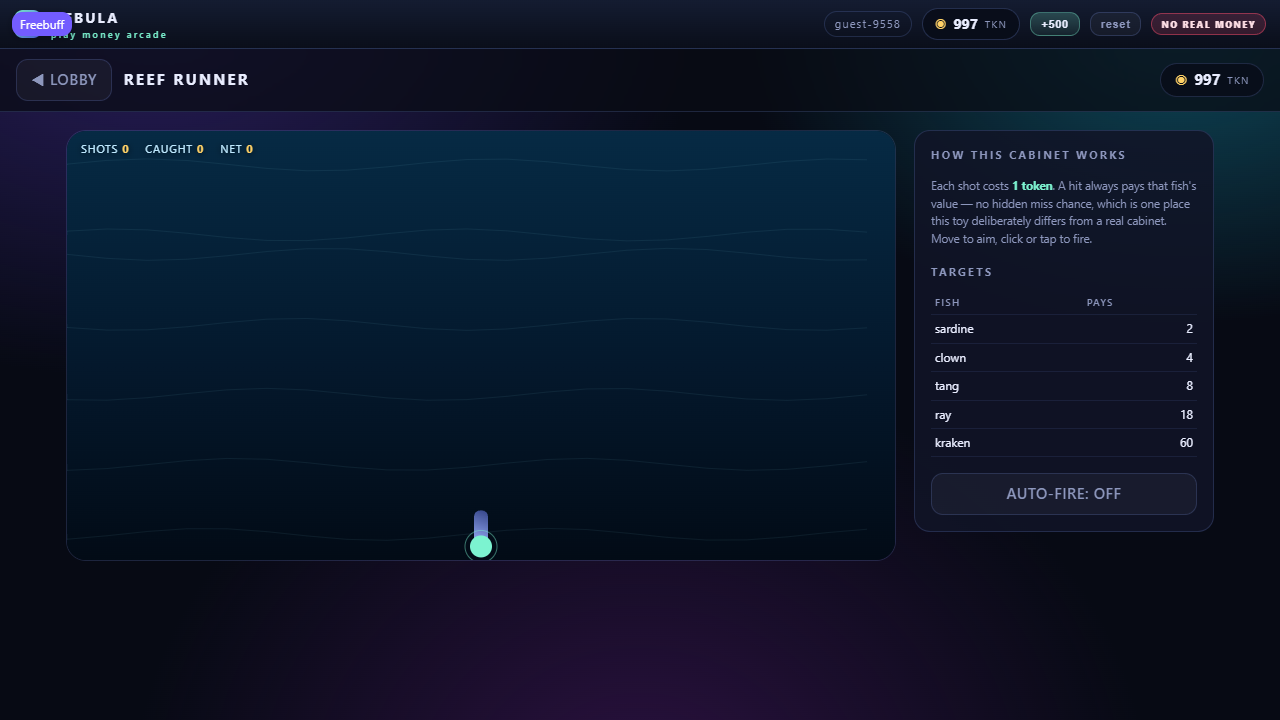 Freebuff
EBULA
play money arcade
guest-9558
997 TKN
+500
reset
NO REAL MONEY
◀ LOBBY
REEF RUNNER
997 TKN
SHOTS 0 CAUGHT 0 NET 0
HOW THIS CABINET WORKS
Each shot costs 1 token. A hit always pays that fish's
value — no hidden miss chance, which is one place
this toy deliberately differs from a real cabinet.
Move to aim, click or tap to fire.
TARGETS
FISH PAYS
sardine 2
clown 4
tang 8
ray 18
kraken 60
AUTO-FIRE: OFF